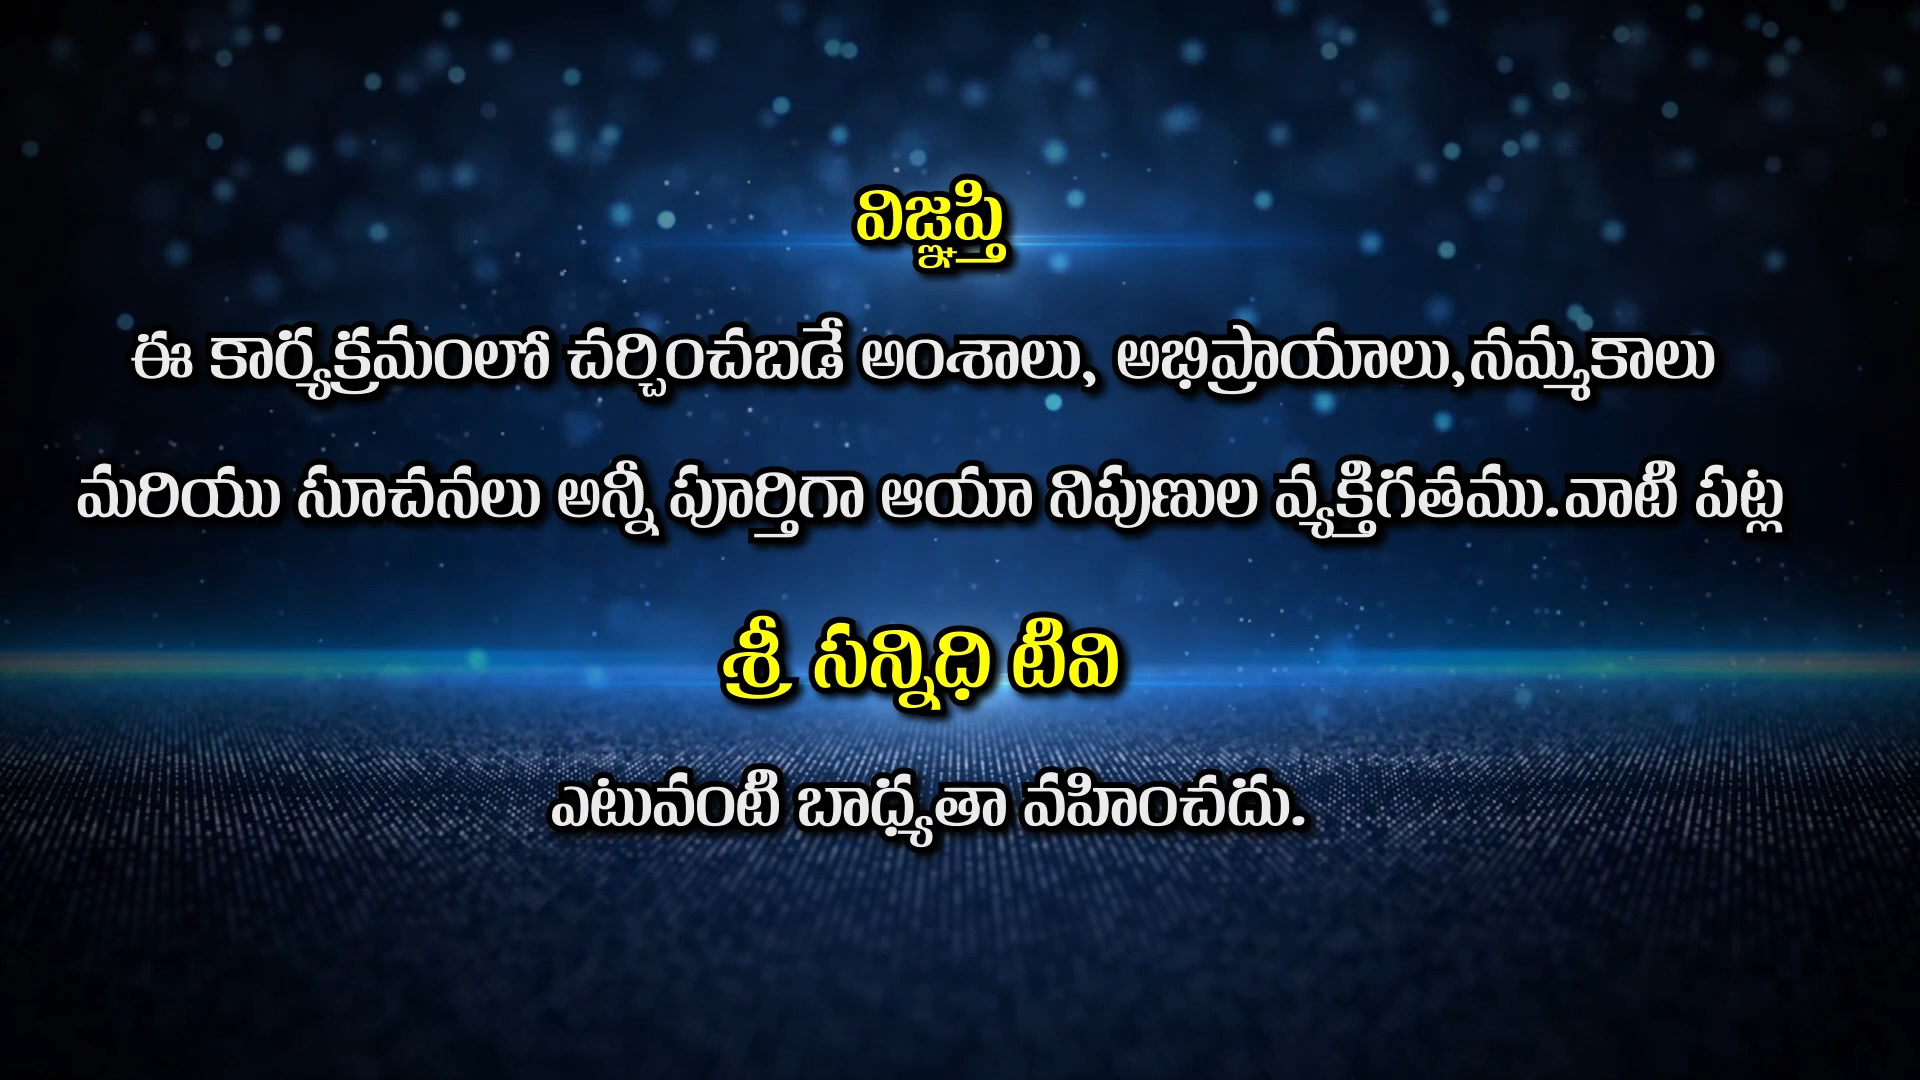 విజ్ఞప్తి
ఈ కార్యక్రమంలో చర్చించబడే అంశాలు, అభిప్రాయాలు,నమ్మకాలు
మరియు సూచనలు అన్నీ పూర్తిగా ఆయా నిపుణుల వ్యక్తిగతము.వాటి పట్ల
శ్రీ సన్నిధి టీవి
ఎటువంటి బాధ్యతా వహించదు.